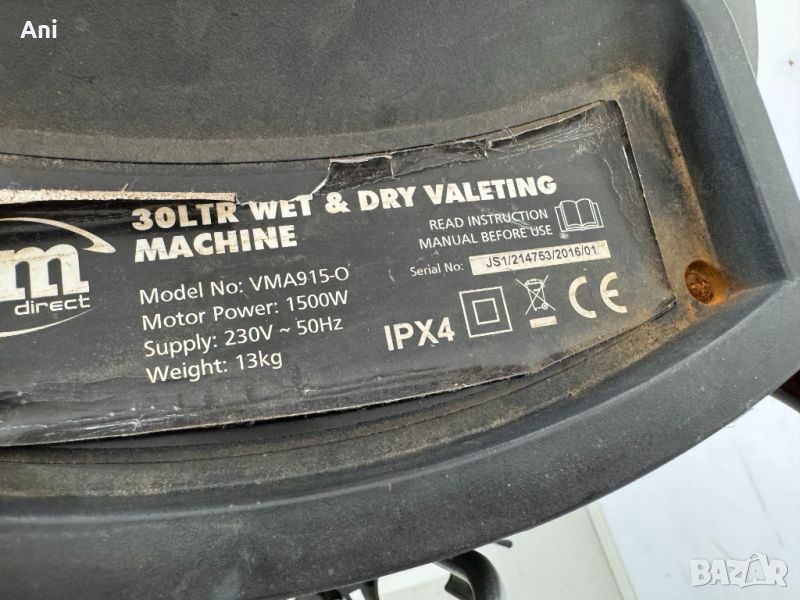 Ani
30LTR WET & DRY VALETING
MACHINE
m
direct
READ INSTRUCTION
MANUAL BEFORE USE
Model No: VMA915-O
Motor Power: 1500W
Supply: 230V ~ 50Hz
Weight: 13kg
Serial No: JS1/214753/2016/01
IPX4
CE
BAZAR